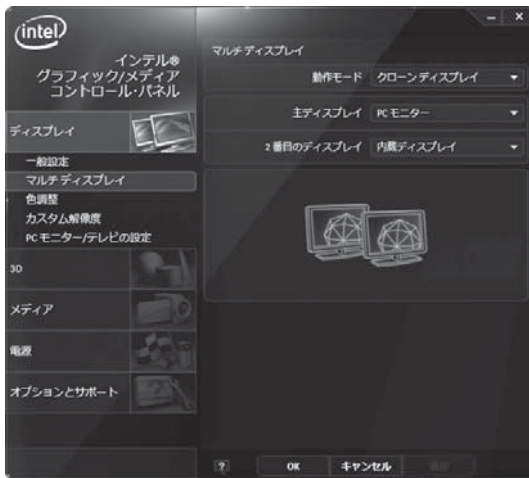 intel
インテル®
グラフィック/メディア
コントロール・パネル
ディスプレイ
一般設定
マルチ ディスプレイ
色調整
カスタム解像度
PC モニター/テレビの設定
3D
メディア
電源
オプションとサポート
マルチ ディスプレイ
動作モード クローン ディスプレイ
主ディスプレイ PC モニター
2 番目のディスプレイ 内蔵ディスプレイ
? OK キャンセル